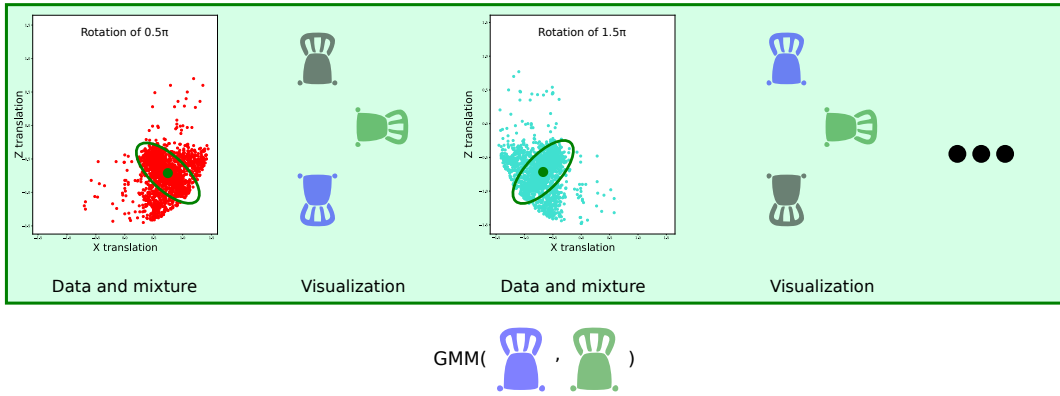 Rotation of 0.5π
Z translation
X translation
Data and mixture
Visualization
Rotation of 1.5π
Z translation
X translation
Data and mixture
Visualization
GMM( , )